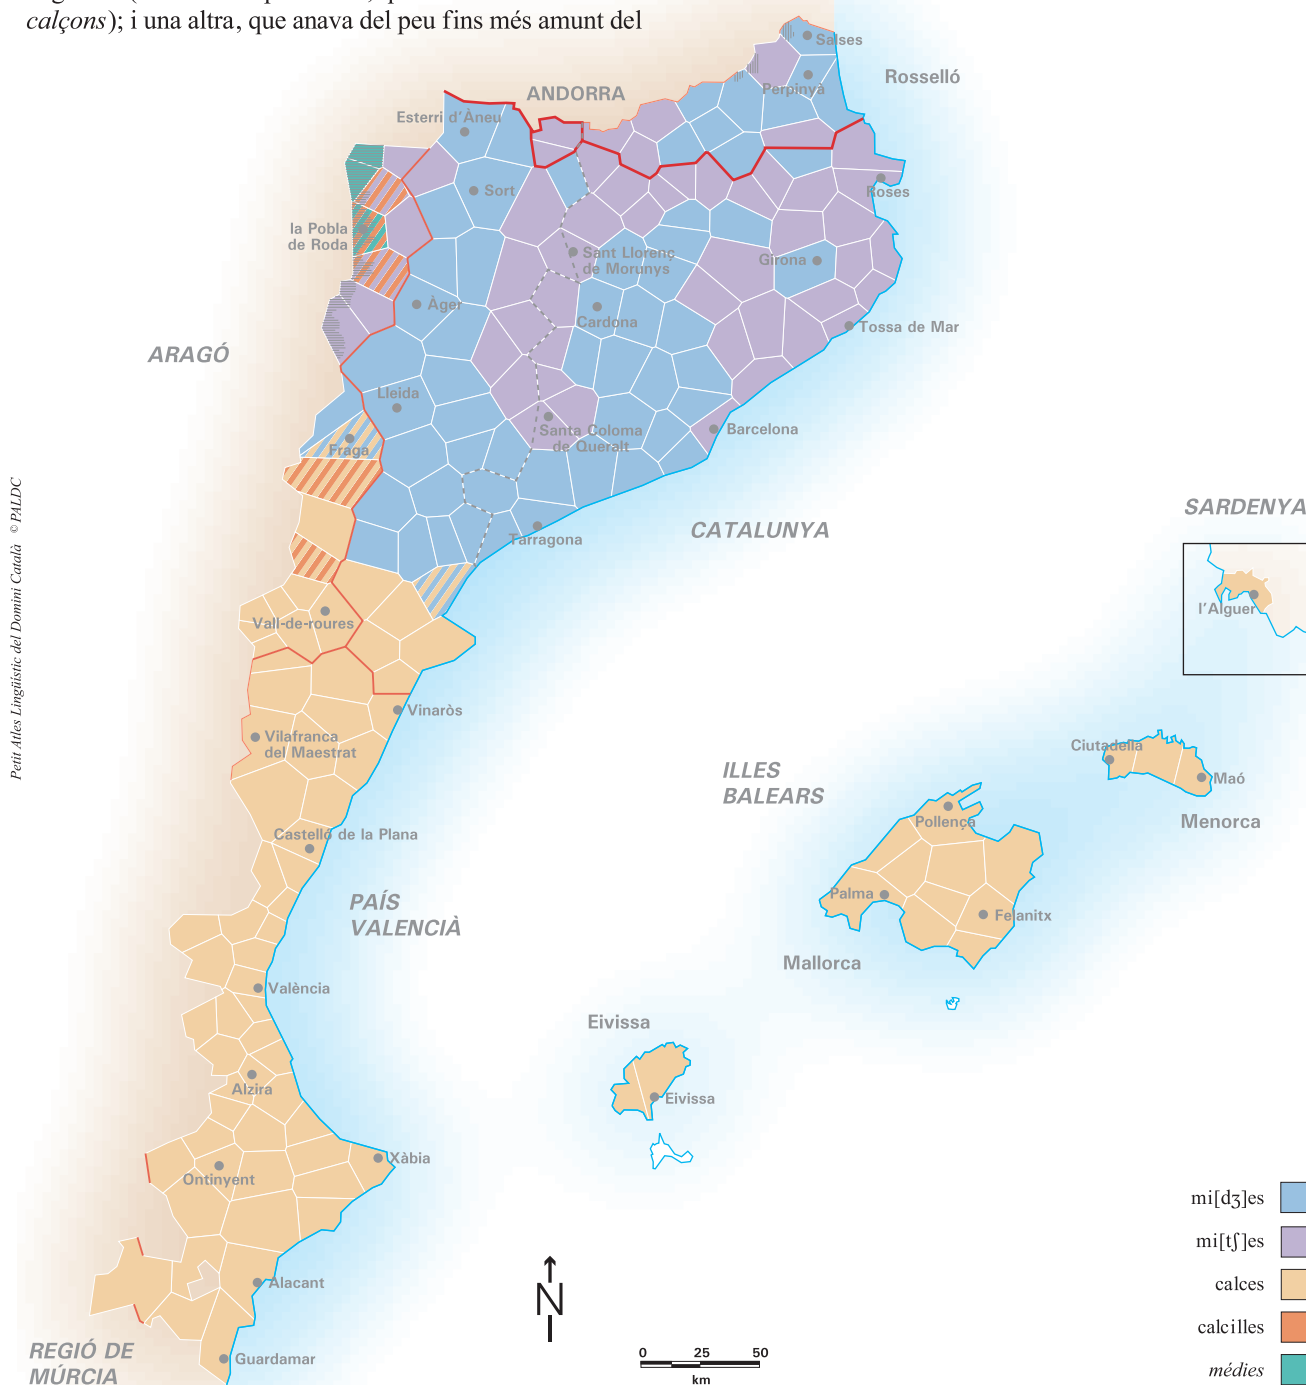 calçons); i una altra, que anava del peu fins més amunt del
Salses
Rosselló
ANDORRA
Perpinyà
Esterri d'Àneu
Sort
Roses
la Pobla
de Roda
Sant Llorenç
de Morunys
Girona
Àger
Cardona
Tossa de Mar
ARAGÓ
Lleida
Santa Coloma
de Queralt
Barcelona
Fraga
Petit Atles Lingüístic del Domini Català © PALDC
CATALUNYA
SARDENYA
Tarragona
l'Alguer
Vall-de-roures
Vinaròs
Vilafranca
del Maestrat
Ciutadella
ILLES
BALEARS
Maó
Pollença
Menorca
Castelló de la Plana
Palma
PAÍS
VALENCIÀ
Felanitx
Mallorca
València
Eivissa
Alzira
Eivissa
Xàbia
Ontinyent
mi[dʒ]es
mi[tʃ]es
calces
calcilles
médies
Alacant
N
REGIÓ DE
MÚRCIA
Guardamar
0 25 50
km